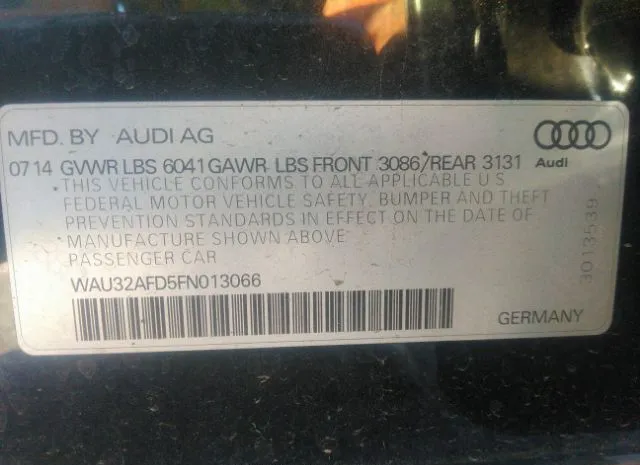 MFD. BY AUDI AG
0714 GVWR LBS 6041 GAWR LBS FRONT 3086/REAR 3131
Audi
THIS VEHICLE CONFORMS TO ALL APPLICABLE U S
FEDERAL MOTOR VEHICLE SAFETY, BUMPER AND THEFT
PREVENTION STANDARDS IN EFFECT ON THE DATE OF
MANUFACTURE SHOWN ABOVE.
PASSENGER CAR
3013539
WAU32AFD5FN013066
GERMANY